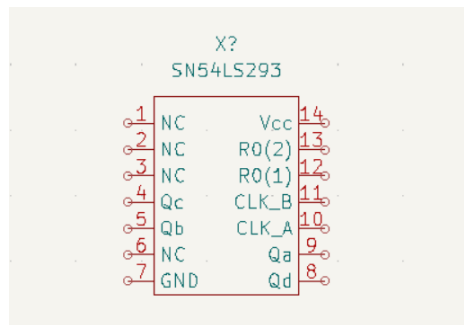 X?
SN54LS293
1 NC Vcc 14
2 NC R0(2) 13
3 NC R0(1) 12
4 Qc CLK_B 11
5 Qb CLK_A 10
6 NC Qa 9
7 GND Qd 8